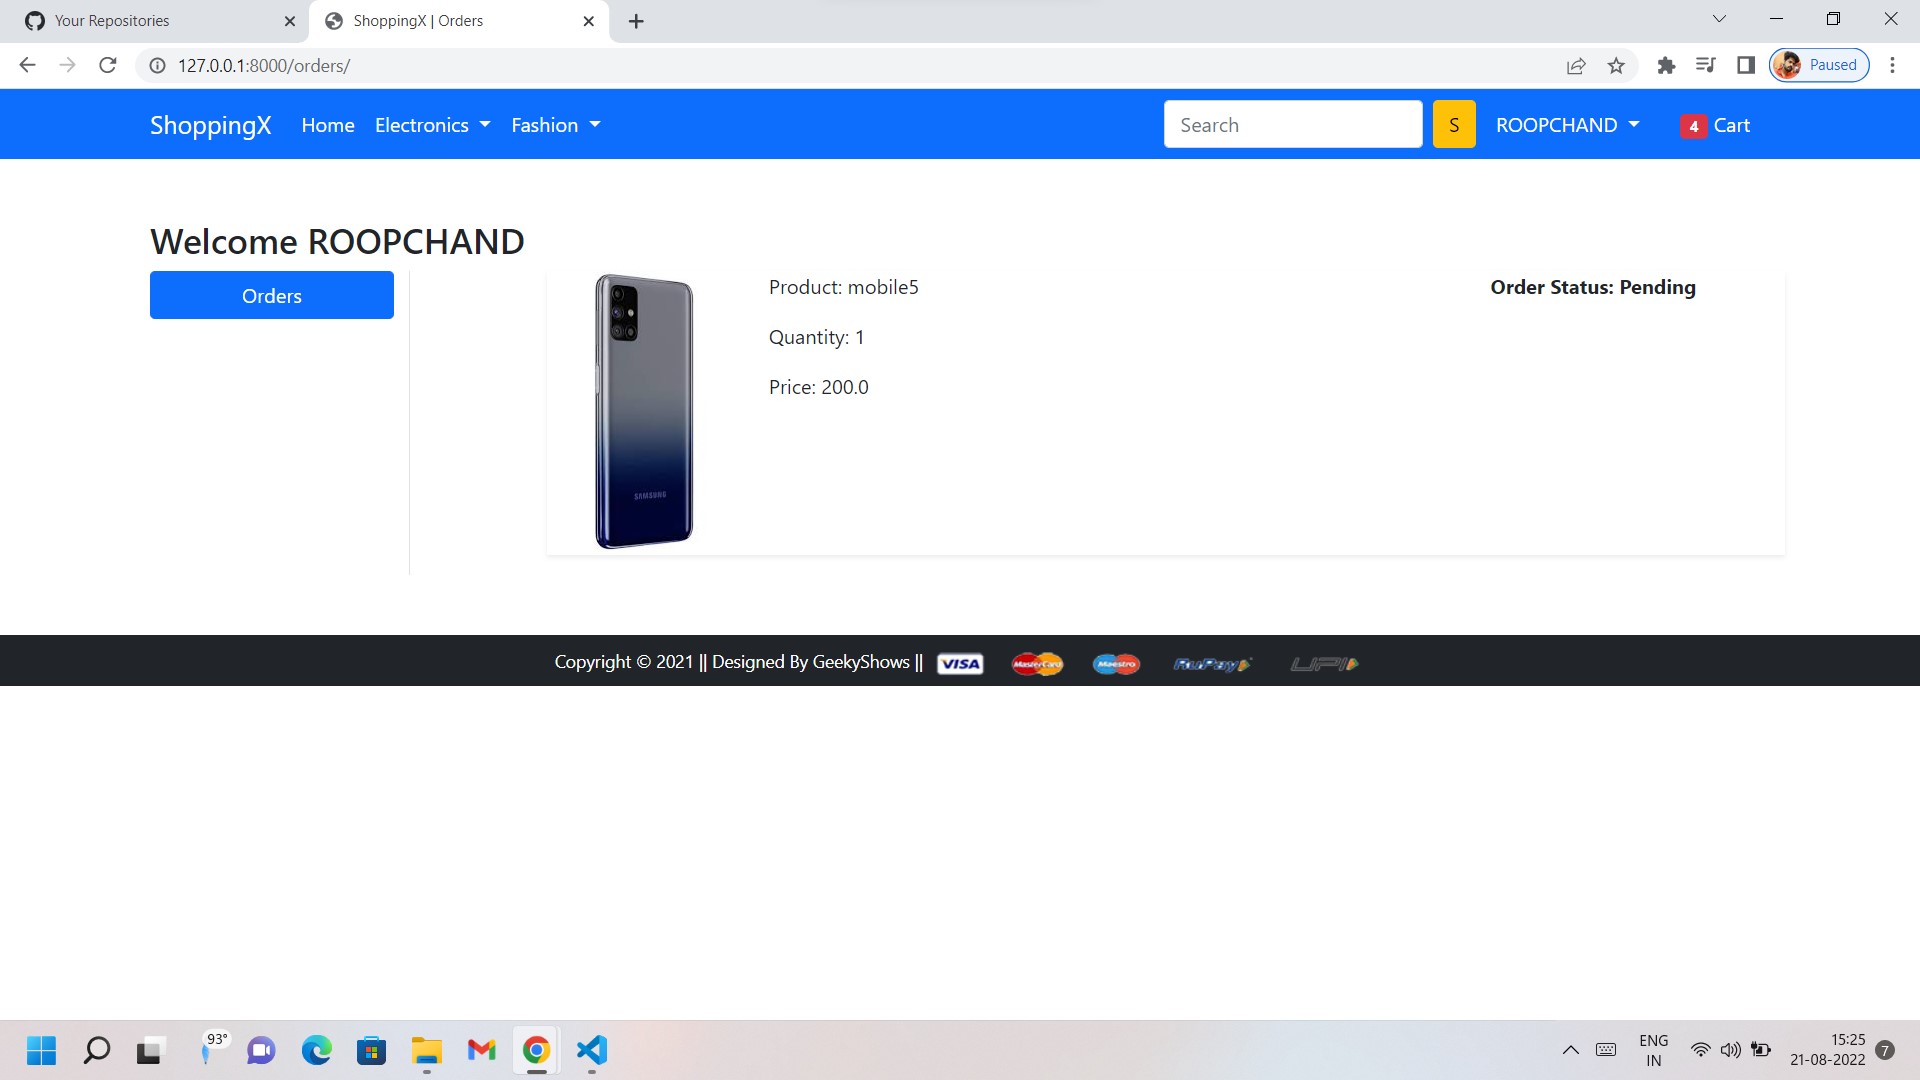 Your Repositories
ShoppingX | Orders
127.0.0.1:8000/orders/
Paused
ShoppingX Home Electronics Fashion Search S ROOPCHAND 4 Cart
Welcome ROOPCHAND
Orders
Product: mobile5
Order Status: Pending
Quantity: 1
Price: 200.0
SAMSUNG
Copyright © 2021 || Designed By GeekyShows || VISA MasterCard Maestro RuPay UPI
93°
ENG
IN
15:25
21-08-2022
7